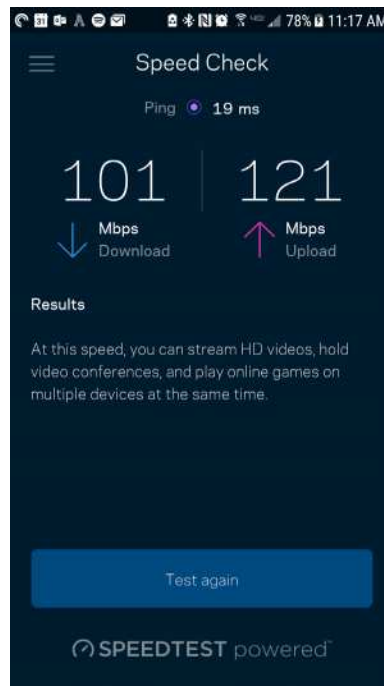 78% 11:17 AM
Speed Check
Ping 19 ms
101 121
Mbps Mbps
Download Upload
Results
At this speed, you can stream HD videos, hold
video conferences, and play online games on
multiple devices at the same time.
Test again
SPEEDTEST powered™